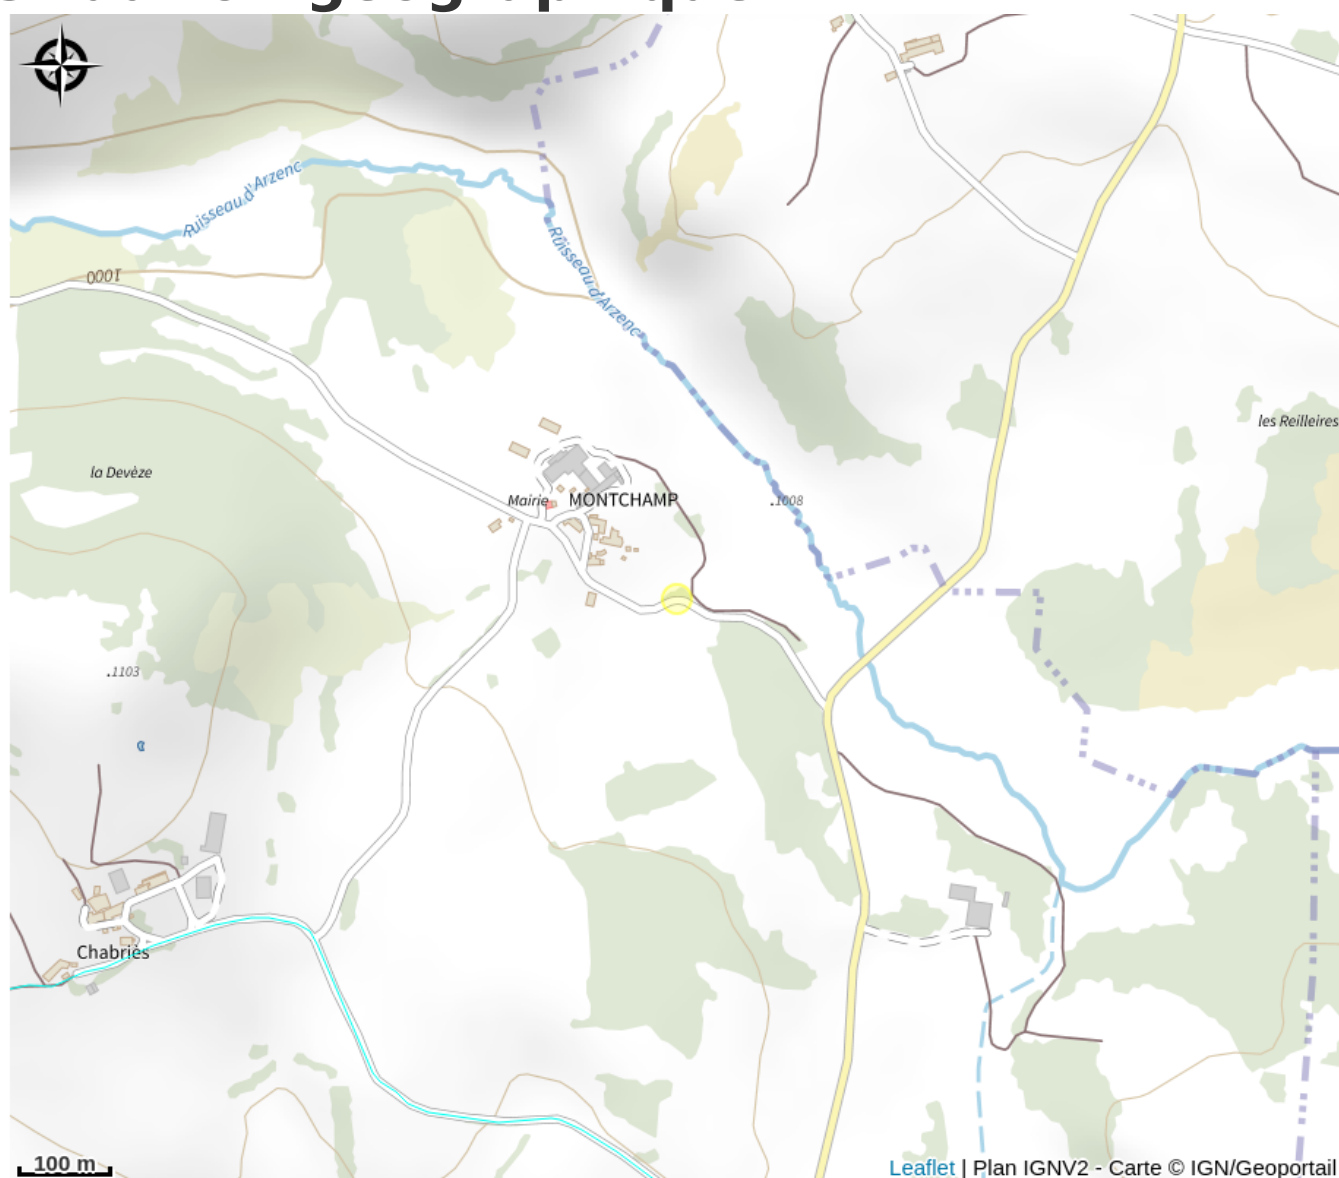 Ruisseau d'Arzenc
Ruisseau d'Arzenc
1000
les Reilleires
la Devèze
Mairie
MONTCHAMP
.1008
.1103
Chabriès
100 m
Leaflet | Plan IGNV2 - Carte © IGN/Geoportail